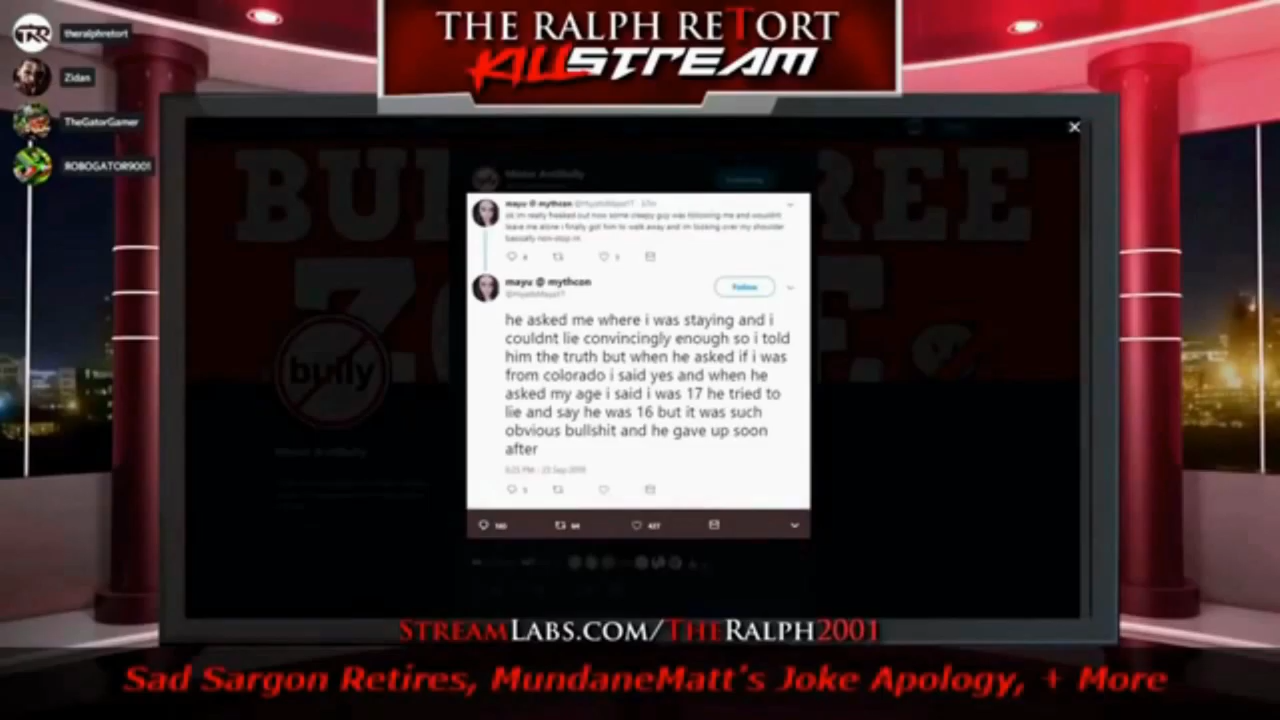 THE RALPH RETORT
KILLSTREAM
TRR
theralphretort
Zidan
TheGatorGamer
ROBOGATOR9001
mayu @ mythcon
ok im really freaked out now some creepy guy was following me and wouldnt
leave me alone i finally got him to walk away and im looking over my shoulder
mayu @ mythcon
Follow
he asked me where i was staying and i
couldnt lie convincingly enough so i told
him the truth but when he asked if i was
from colorado i said yes and when he
asked my age i said i was 17 he tried to
lie and say he was 16 but it was such
obvious bullshit and he gave up soon
after
427
bully
STREAMLABS.COM/THERALPH2001
Sad Sargon Retires, MundaneMatt's Joke Apology, + More